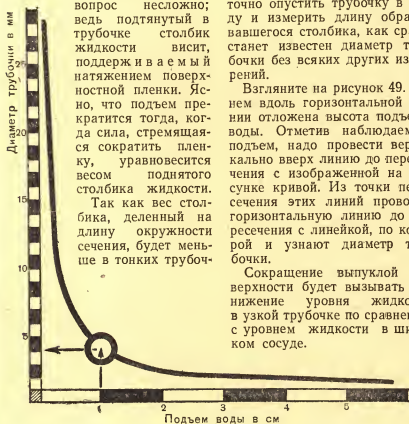 вопрос несложно;
ведь подтянутый в
трубочке столбик
жидкости висит,
поддерживаемый
натяжением поверх-
ностной пленки. Яс-
но, что подъем пре-
кратится тогда, ког-
да сила, стремящая-
ся сократить плен-
ку, уравновесится
весом поднятого
столбика жидкости.
Так как вес стол-
бика, деленный на
длину окружности
сечения, будет мень-
ше в тонких трубоч-
точно опустить трубочку в
ду и измерить длину обра
вавшегося столбика, как ср
станет известен диаметр т
бочки без всяких других из
рений.
Взгляните на рисунок 49.
нем вдоль горизонтальной
нии отложена высота подъ
воды. Отметив наблюдаем
подъем, надо провести вер
кально вверх линию до пере
чения с изображенной на
сунке кривой. Из точки пе
сечения этих линий прово
горизонтальную линию до
ресечения с линейкой, по ко
рой и узнают диаметр т
бочки.
Сокращение выпуклой
верхности будет вызывать
нижение уровня жидко
в узкой трубочке по сравне
с уровнем жидкости в ши
ком сосуде.
Диаметр трубочки в мм
15
10
5
1 2 3 4 5
Подъем воды в см